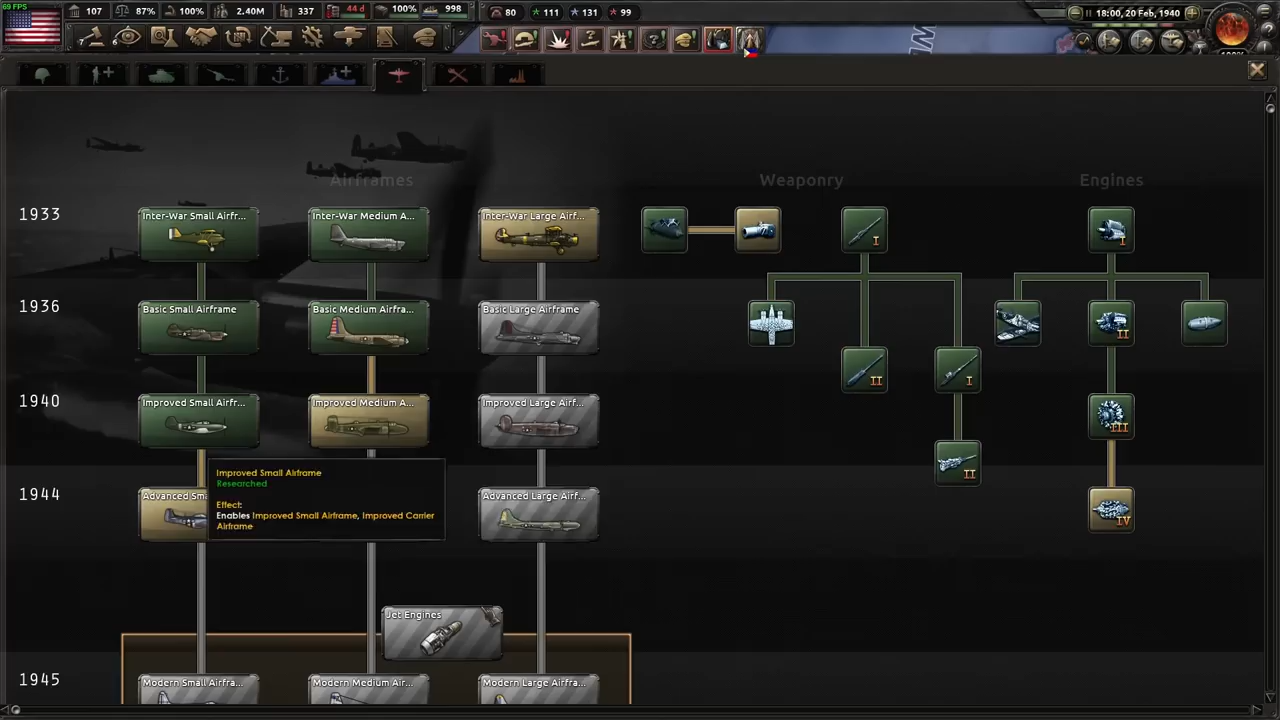 69 FPS
107 87% 100% 337 44 d 100% 998 80 111 131 99 18:00, 20 Feb, 1940
2.40M
100%
Airframes Weaponry Engines
1933
Inter-War Small Airfr... Inter-War Medium A... Inter-War Large Airf...
I I
1936
Basic Small Airframe Basic Medium Airfra... Basic Large Airframe
II
II I
1940
Improved Small Airfr... Improved Medium A... Improved Large Airf...
III
II
Improved Small Airframe
Researched
Effect:
Enables Improved Small Airframe, Improved Carrier
Airframe
1944
Advanced Sma Advanced Large Airf...
IV
Jet Engines
1945
Modern Small Airfra... Modern Medium Air... Modern Large Airfra...